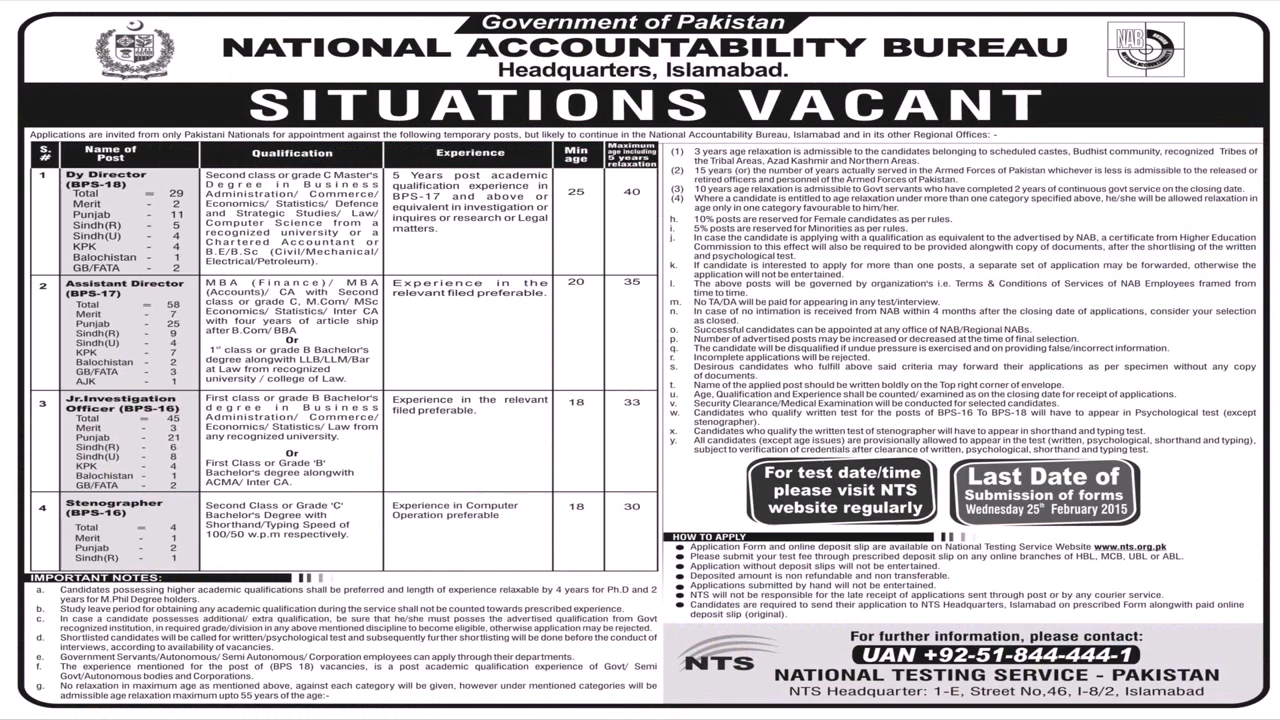 Government of Pakistan
NATIONAL ACCOUNTABILITY BUREAU
Headquarters, Islamabad.
NAB
SITUATIONS VACANT
Applications are invited from only Pakistani Nationals for appointment against the following temporary posts, but likely to continue in the National Accountability Bureau, Islamabad and in its other Regional Offices: -
S. #
Name of Post
Qualification
Experience
Min age
Maximum age including 5 years relaxation
1
Dy Director
(BPS-18)
Total = 29
Merit - 2
Punjab - 11
Sindh(R) - 5
Sindh(U) - 4
KPK - 4
Balochistan - 1
GB/FATA - 2
Second class or grade C Master's
Degree in Business
Administration/ Commerce/
Economics/ Statistics/ Defence
and Strategic Studies/ Law/
Computer Science from a
recognized university or a
Chartered Accountant or
B.E/B.Sc (Civil/Mechanical/
Electrical/Petroleum).
5 Years post academic
qualification experience in
BPS-17 and above or
equivalent in investigation or
inquires or research or Legal
matters.
25
40
2
Assistant Director
(BPS-17)
Total = 58
Merit - 7
Punjab - 25
Sindh(R) - 9
Sindh(U) - 4
KPK - 7
Balochistan - 2
GB/FATA - 3
AJK - 1
MBA (Finance)/ MBA
(Accounts)/ CA with Second
class or grade C, M.Com/ MSc
Economics/ Statistics/ Inter CA
with four years of article ship
after B.Com/ BBA
Or
1st class or grade B Bachelor's
degree alongwith LLB/LLM/Bar
at Law from recognized
university / college of Law.
Experience in the
relevant filed preferable.
20
35
3
Jr.Investigation
Officer (BPS-16)
Total = 45
Merit - 3
Punjab - 21
Sindh(R) - 6
Sindh(U) - 8
KPK - 4
Balochistan - 1
GB/FATA - 2
First class or grade B Bachelor's
degree in Business
Administration/ Commerce/
Economics/ Statistics/ Law from
any recognized university.
Or
First Class or Grade 'B'
Bachelor's degree alongwith
ACMA/ Inter CA.
Experience in the relevant
filed preferable.
18
33
4
Stenographer
(BPS-16)
Total = 4
Merit - 1
Punjab - 2
Sindh(R) - 1
Second Class or Grade 'C'
Bachelor's Degree with
Shorthand/Typing Speed of
100/50 w.p.m respectively.
Experience in Computer
Operation preferable
18
30
IMPORTANT NOTES:
a. Candidates possessing higher academic qualifications shall be preferred and length of experience relaxable by 4 years for Ph.D and 2
years for M.Phil Degree holders.
b. Study leave period for obtaining any academic qualification during the service shall not be counted towards prescribed experience.
c. In case a candidate possesses additional/ extra qualification, be sure that he/she must possess the advertised qualification from Govt
recognized institution, in required grade/division in any above mentioned discipline to become eligible, otherwise application may be rejected.
d. Shortlisted candidates will be called for written/psychological test and subsequently further shortlisting will be done before the conduct of
interviews, according to availability of vacancies.
e. Government Servants/Autonomous/ Semi Autonomous/ Corporation employees can apply through their departments.
f. The experience mentioned for the post of (BPS 18) vacancies, is a post academic qualification experience of Govt/ Semi
Govt/Autonomous bodies and Corporations.
g. No relaxation in maximum age as mentioned above, against each category will be given, however under mentioned categories will be
admissible age relaxation maximum upto 55 years of the age:-
(1) 3 years age relaxation is admissible to the candidates belonging to scheduled castes, Budhist community, recognized Tribes of
the Tribal Areas, Azad Kashmir and Northern Areas.
(2) 15 years (or) the number of years actually served in the Armed Forces of Pakistan whichever is less is admissible to the released or
retired officers and personnel of the Armed Forces of Pakistan.
(3) 10 years age relaxation is admissible to Govt servants who have completed 2 years of continuous govt service on the closing date.
(4) Where a candidate is entitled to age relaxation under more than one category specified above, he/she will be allowed relaxation in
age only in one category favourable to him/her.
h. 10% posts are reserved for Female candidates as per rules.
i. 5% posts are reserved for Minorities as per rules.
j. In case the candidate is applying with a qualification as equivalent to the advertised by NAB, a certificate from Higher Education
Commission to this effect will also be required to be provided alongwith copy of documents, after the shortlising of the written
and psychological test.
k. If candidate is interested to apply for more than one posts, a separate set of application may be forwarded, otherwise the
application will not be entertained.
l. The above posts will be governed by organization's i.e. Terms & Conditions of Services of NAB Employees framed from
time to time.
m. No TA/DA will be paid for appearing in any test/interview.
n. In case of no intimation is received from NAB within 4 months after the closing date of applications, consider your selection
as closed.
o. Successful candidates can be appointed at any office of NAB/Regional NABs.
p. Number of advertised posts may be increased or decreased at the time of final selection.
q. The candidate will be disqualified if undue pressure is exercised and on providing false/incorrect information.
r. Incomplete applications will be rejected.
s. Desirous candidates who fulfill above said criteria may forward their applications as per specimen without any copy
of documents.
t. Name of the applied post should be written boldly on the Top right corner of envelope.
u. Age, Qualification and Experience shall be counted/ examined as on the closing date for receipt of applications.
v. Security Clearance/Medical Examination will be conducted for selected candidates.
w. Candidates who qualify written test for the posts of BPS-16 To BPS-18 will have to appear in Psychological test (except
stenographer).
x. Candidates who qualify the written test of stenographer will have to appear in shorthand and typing test.
y. All candidates (except age issues) are provisionally allowed to appear in the test (written, psychological, shorthand and typing),
subject to verification of credentials after clearance of written, psychological, shorthand and typing test.
For test date/time
please visit NTS
website regularly
Last Date of
Submission of forms
Wednesday 25th February 2015
HOW TO APPLY
● Application Form and online deposit slip are available on National Testing Service Website www.nts.org.pk
● Please submit your test fee through prescribed deposit slip on any online branches of HBL, MCB, UBL or ABL.
● Application without deposit slips will not be entertained.
● Deposited amount is non refundable and non transferable.
● Applications submitted by hand will not be entertained.
● NTS will not be responsible for the late receipt of applications sent through post or by any courier service.
● Candidates are required to send their application to NTS Headquarters, Islamabad on prescribed Form alongwith paid online
deposit slip (original).
NTS
For further information, please contact:
UAN +92-51-844-444-1
NATIONAL TESTING SERVICE - PAKISTAN
NTS Headquarter: 1-E, Street No,46, I-8/2, Islamabad